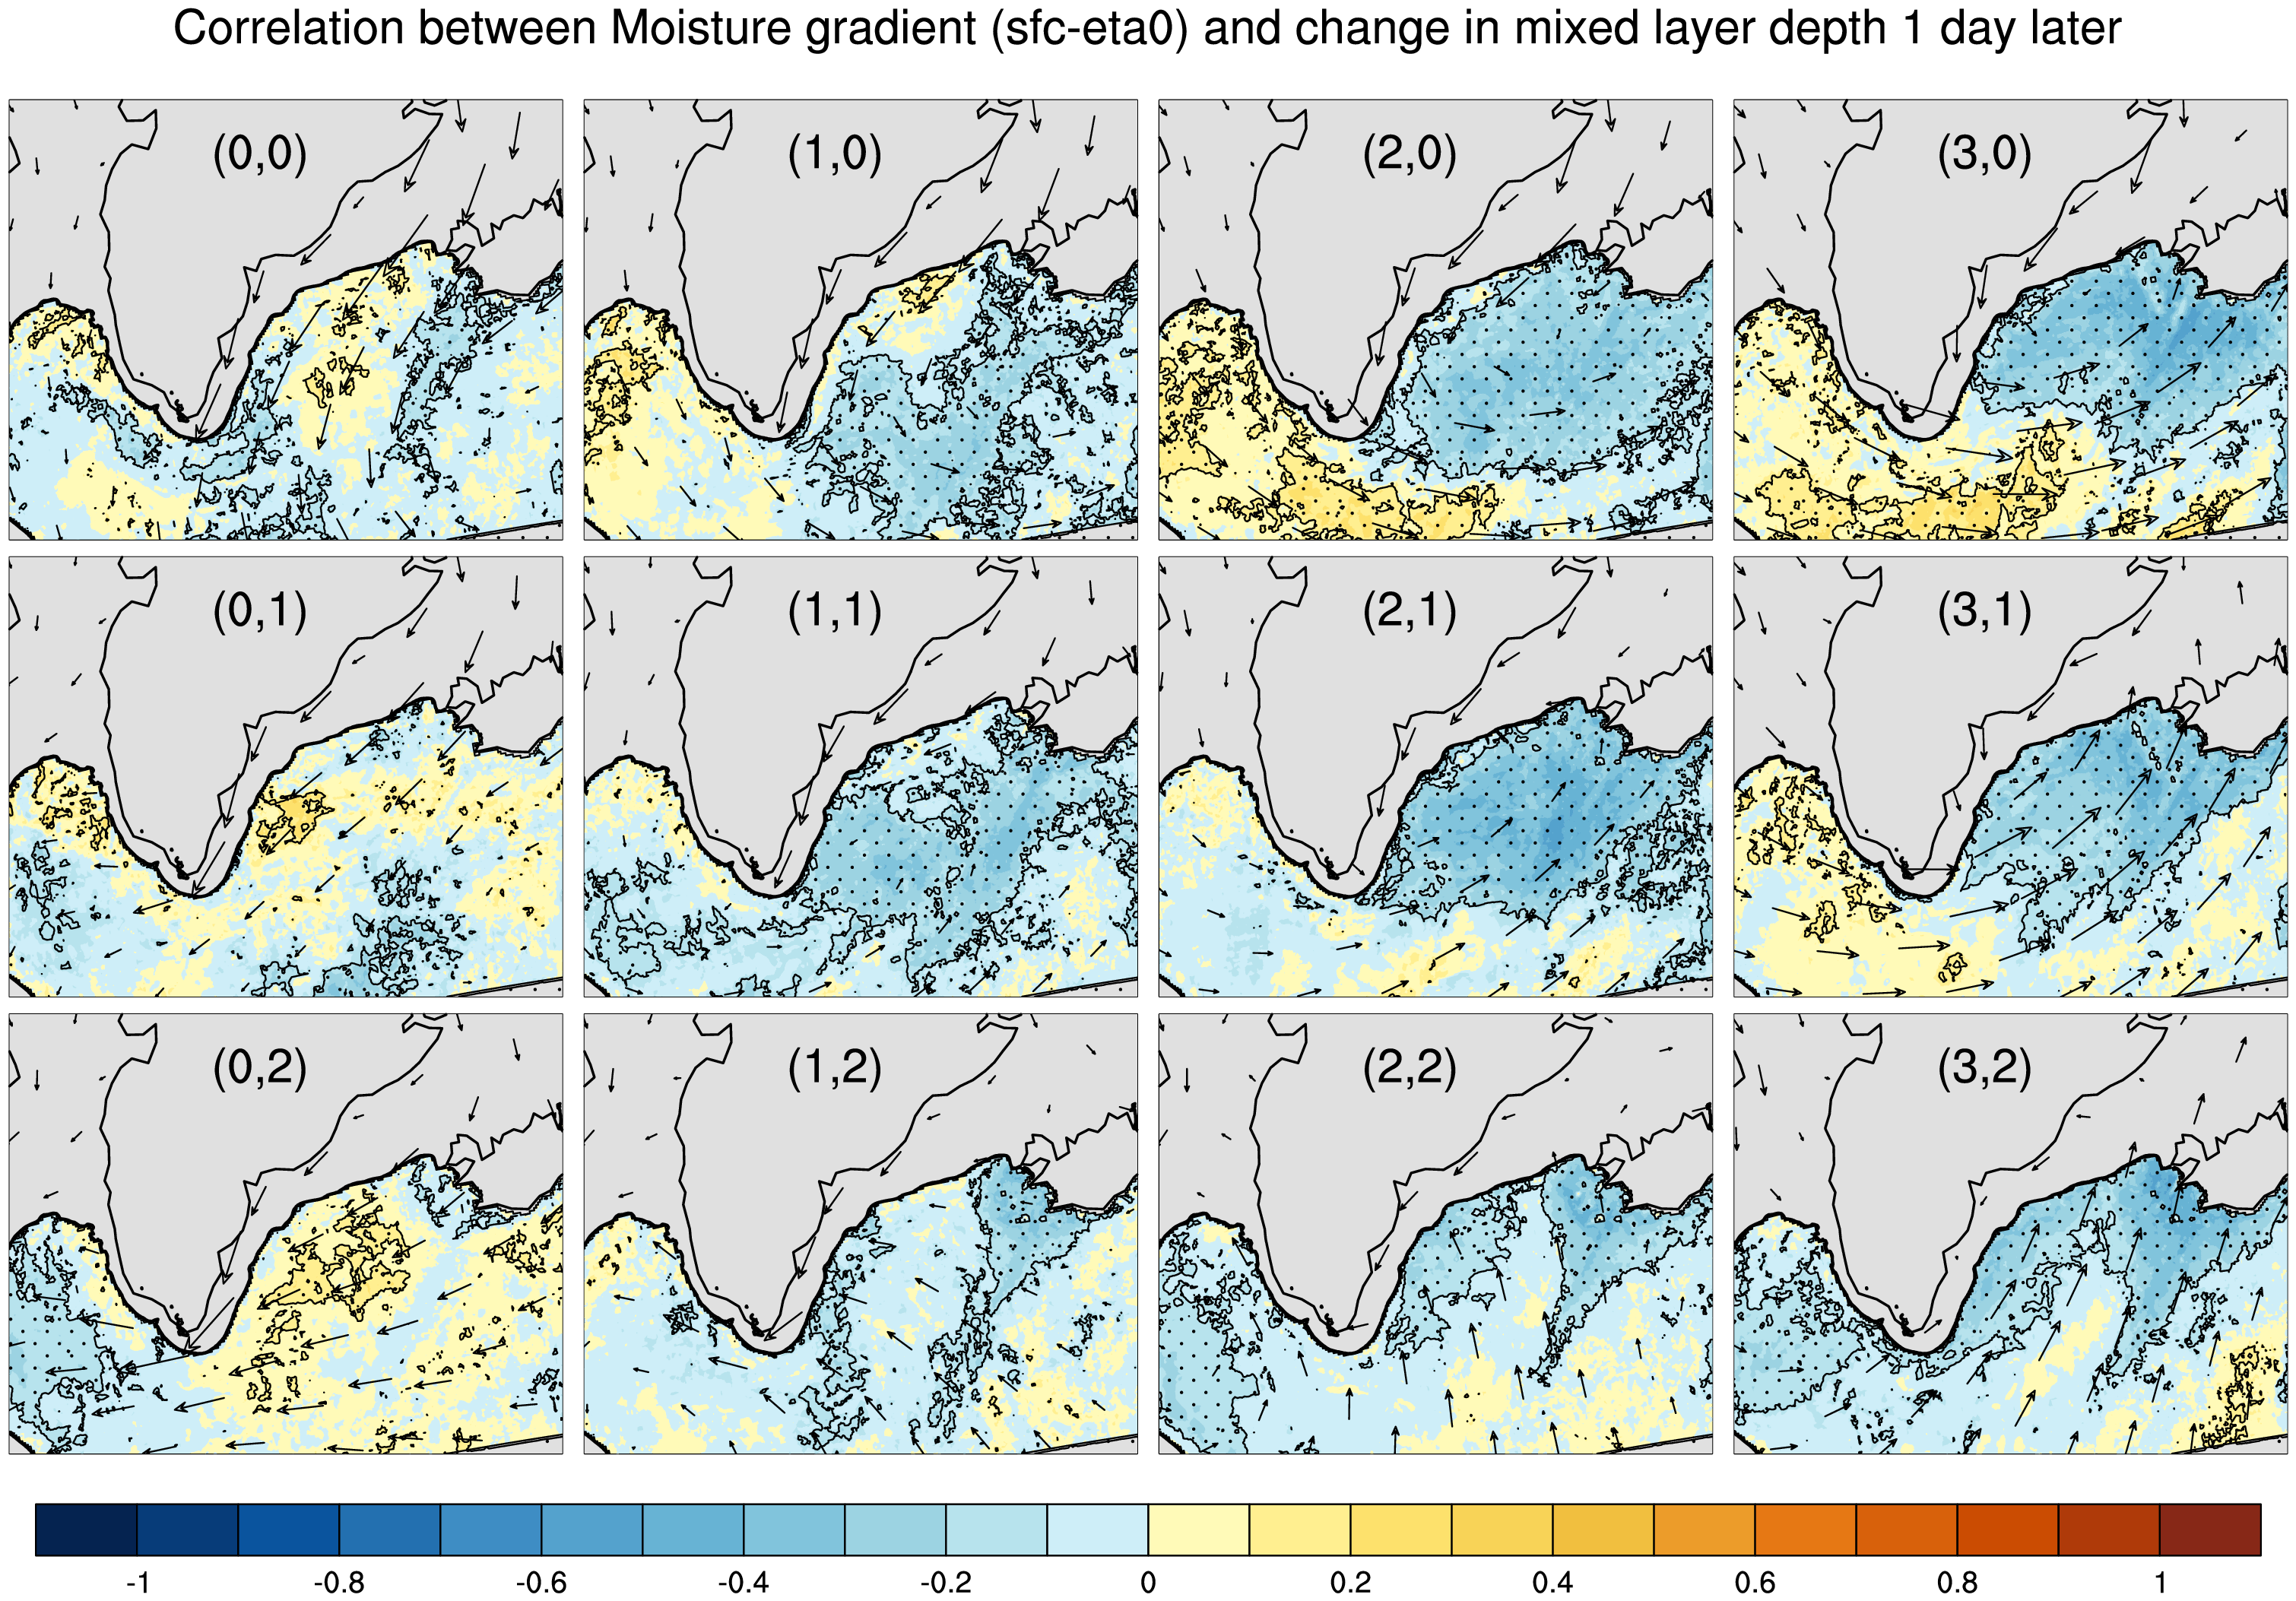 Correlation between Moisture gradient (sfc-eta0) and change in mixed layer depth 1 day later
(0,0) (1,0) (2,0) (3,0)
(0,1) (1,1) (2,1) (3,1)
(0,2) (1,2) (2,2) (3,2)
-1 -0.8 -0.6 -0.4 -0.2 0 0.2 0.4 0.6 0.8 1